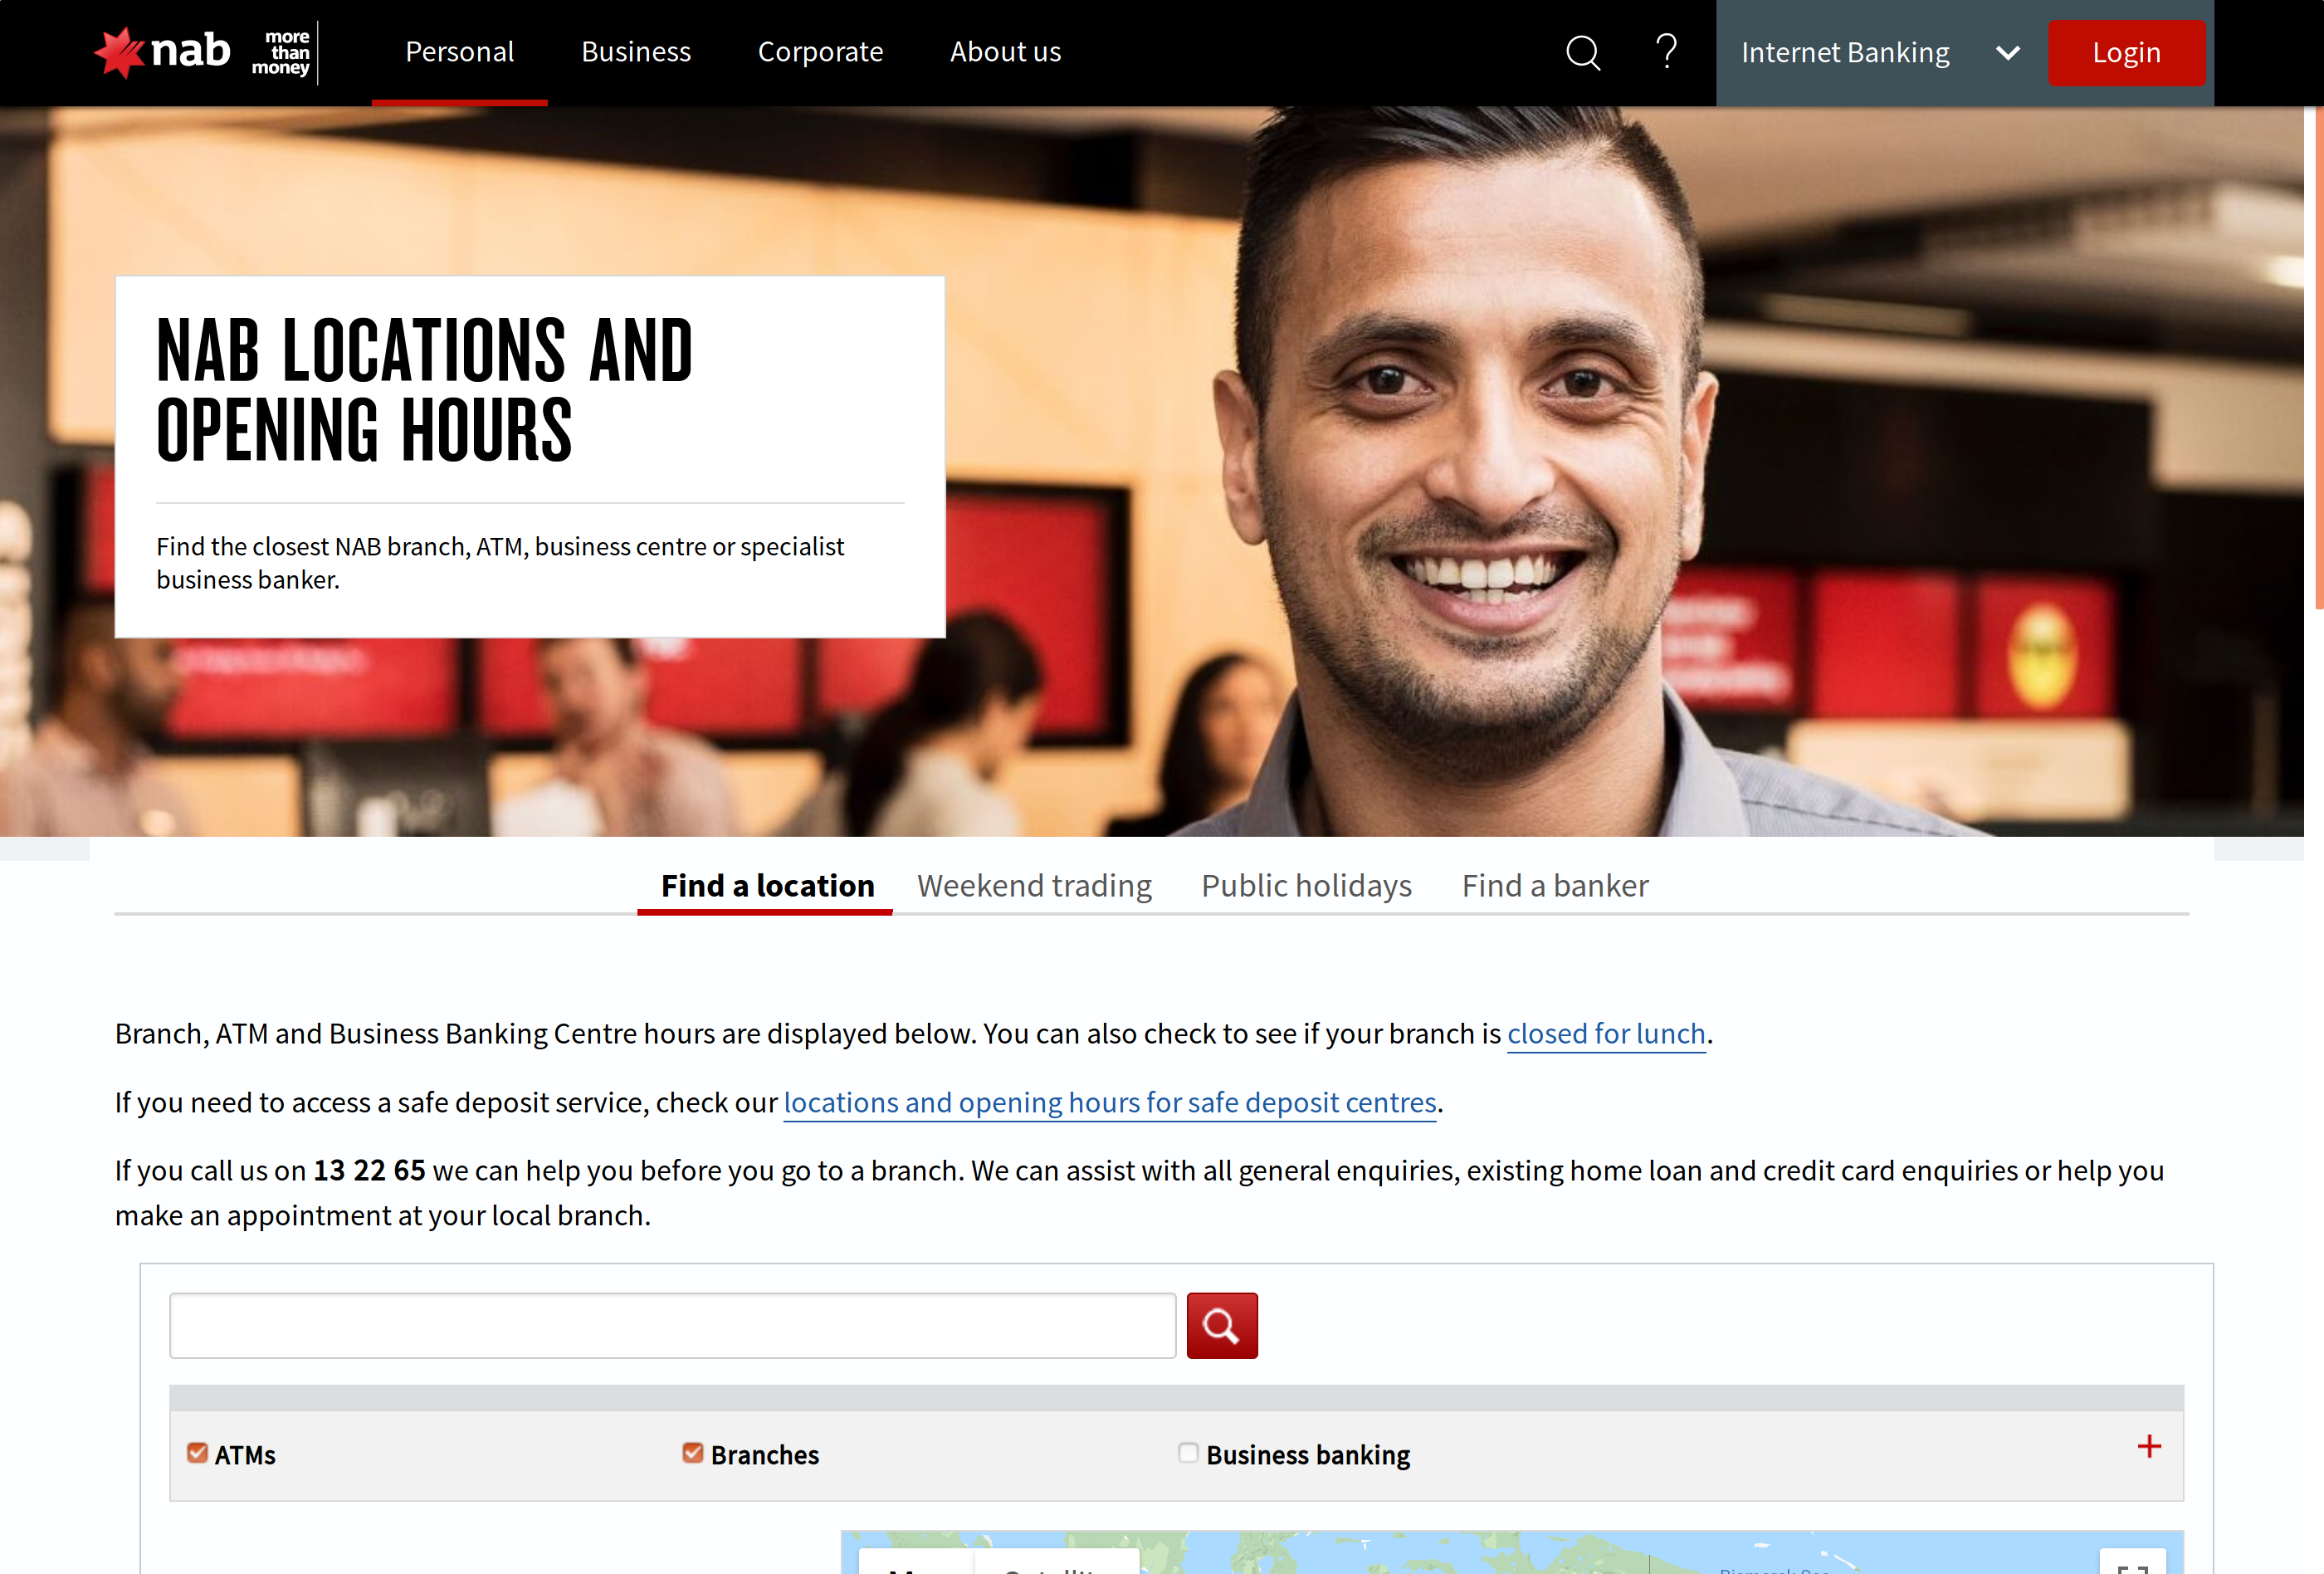 nab
more
than
money
Personal
Business
Corporate
About us
?
Internet Banking
Login
NAB LOCATIONS AND
OPENING HOURS
Find the closest NAB branch, ATM, business centre or specialist
business banker.
Find a location
Weekend trading
Public holidays
Find a banker
Branch, ATM and Business Banking Centre hours are displayed below. You can also check to see if your branch is closed for lunch.
If you need to access a safe deposit service, check our locations and opening hours for safe deposit centres.
If you call us on 13 22 65 we can help you before you go to a branch. We can assist with all general enquiries, existing home loan and credit card enquiries or help you
make an appointment at your local branch.
ATMs
Branches
Business banking
+